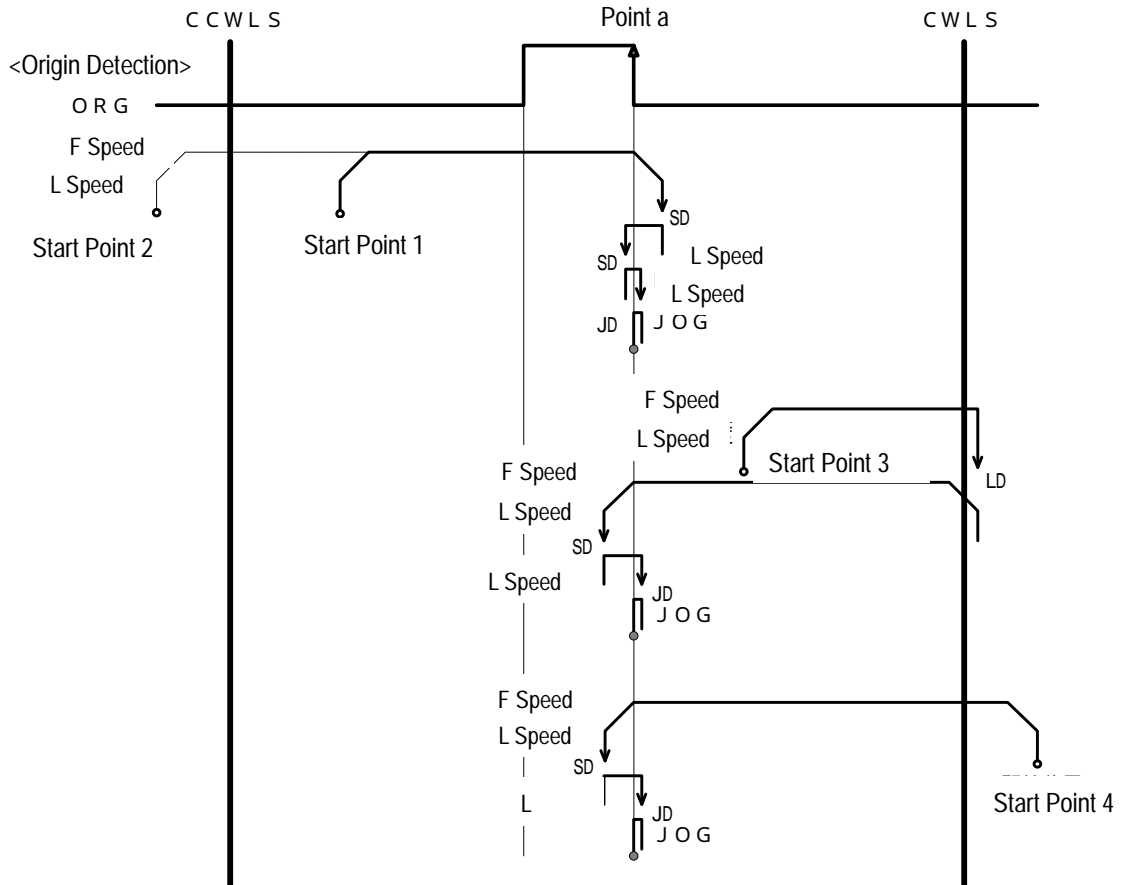 CCWLS
Point a
CWLS
<Origin Detection>
ORG
F Speed
L Speed
Start Point 2
Start Point 1
SD
SD
L Speed
L Speed
JD
JOG
F Speed
L Speed
Start Point 3
F Speed
LD
L Speed
SD
L Speed
JD
JOG
F Speed
L Speed
SD
L
Start Point 4
JD
JOG